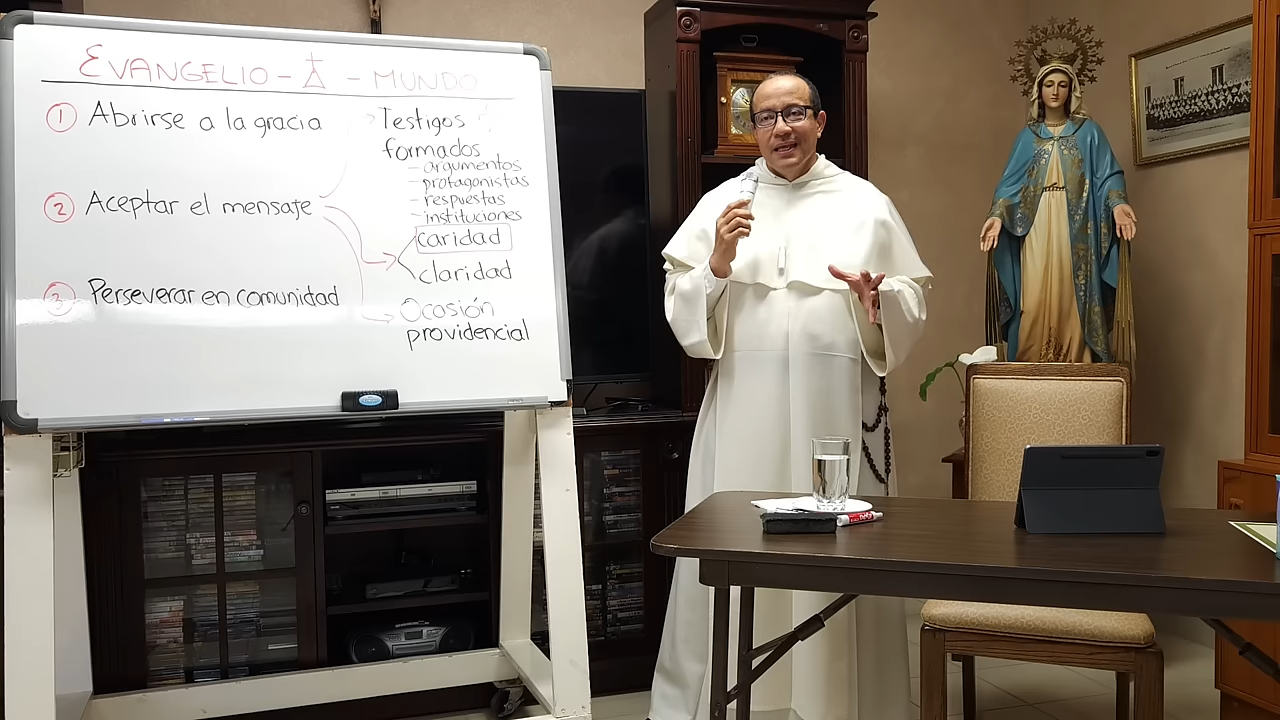 EVANGELIO - - MUNDO
① Abrirse a la gracia
② Aceptar el mensaje
③ Perseverar en comunidad
Testigos
formados
- argumentos
- protagonistas
- respuestas
- instituciones
caridad
claridad
Ocasión
providencial
EXPO